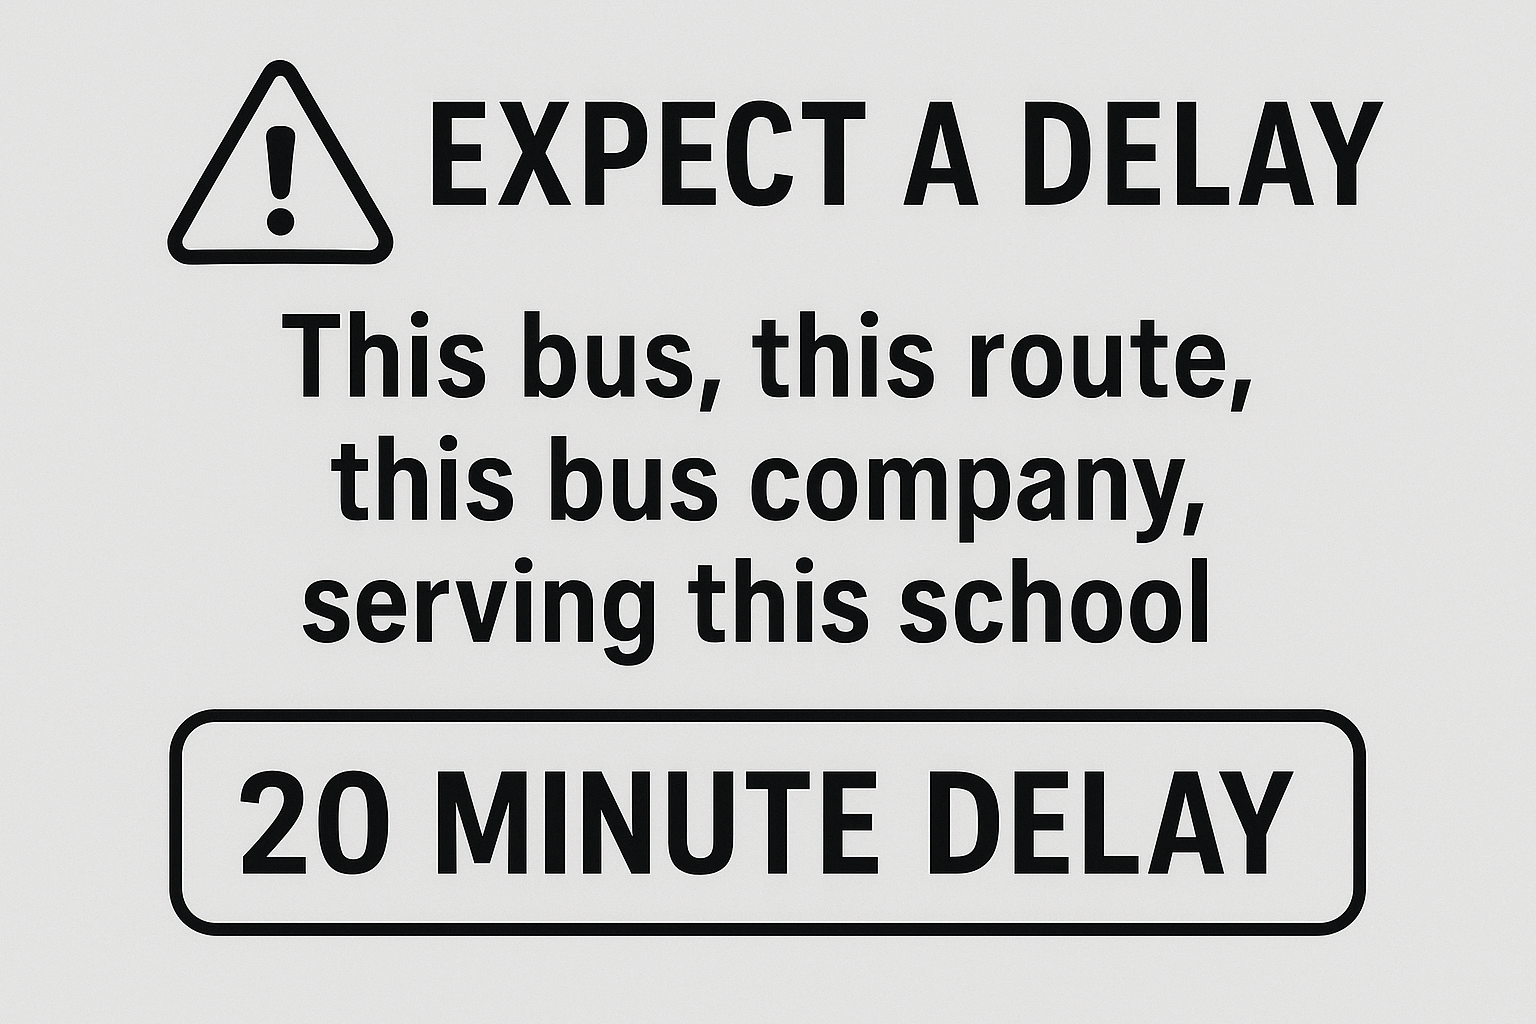 EXPECT A DELAY
This bus, this route,
this bus company,
serving this school
20 MINUTE DELAY